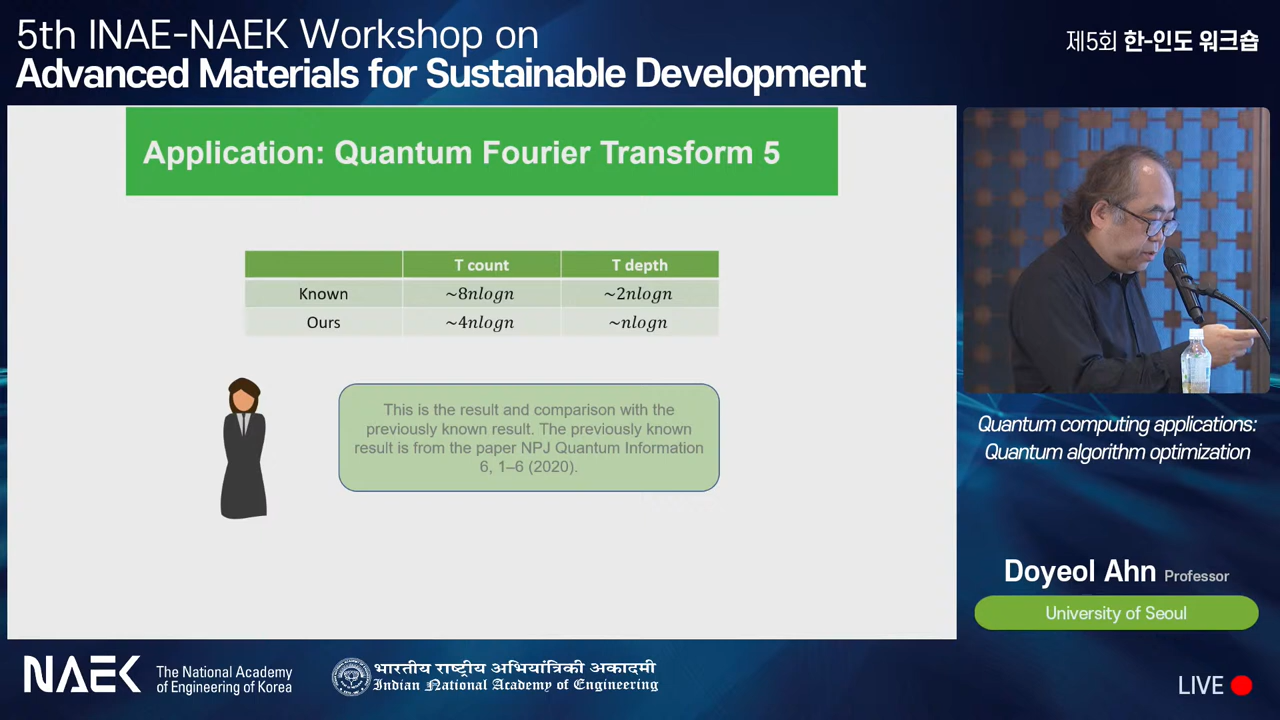 5th INAE-NAEK Workshop on
Advanced Materials for Sustainable Development
제5회 한-인도 워크숍
Application: Quantum Fourier Transform 5
T count T depth
Known ~8nlogn ~2nlogn
Ours ~4nlogn ~nlogn
This is the result and comparison with the
previously known result. The previously known
result is from the paper NPJ Quantum Information
6, 1–6 (2020).
Quantum computing applications:
Quantum algorithm optimization
Doyeol Ahn Professor
University of Seoul
NAEK
The National Academy
of Engineering of Korea
भारतीय राष्ट्रीय अभियांत्रिकी अकादमी
Indian National Academy of Engineering
LIVE